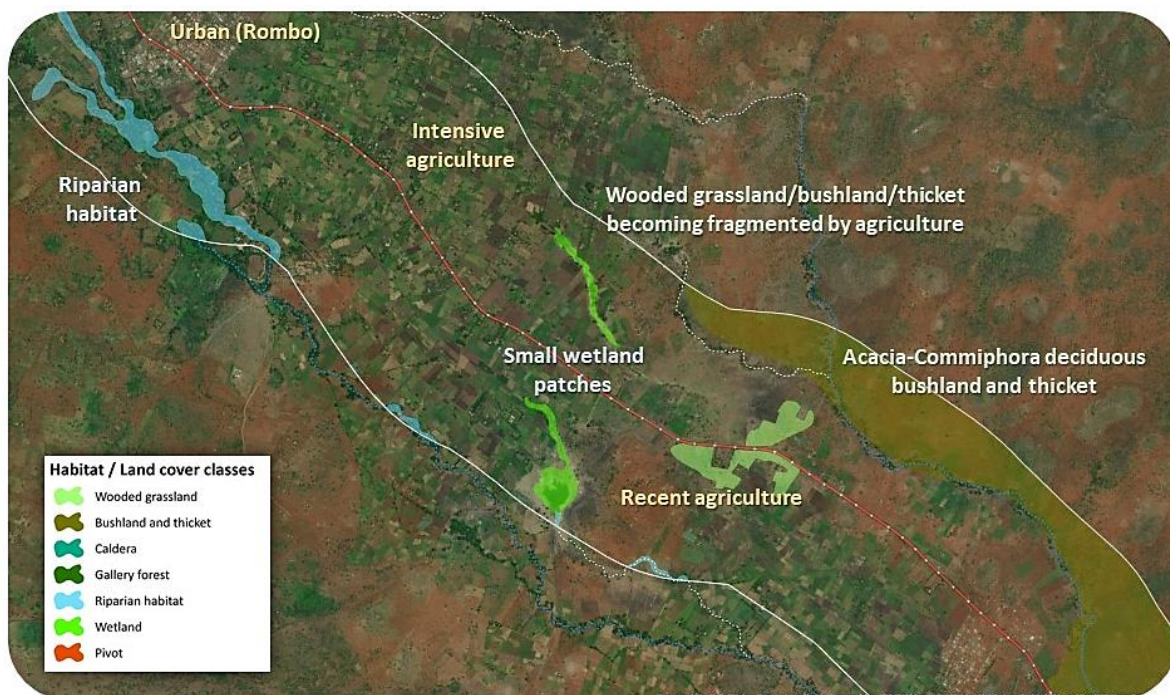 Urban (Rombo)
Intensive
agriculture
Riparian
habitat
Wooded grassland/bushland/thicket
becoming fragmented by agriculture
Small wetland
patches
Acacia-Commiphora deciduous
bushland and thicket
Recent agriculture
Habitat / Land cover classes
Wooded grassland
Bushland and thicket
Caldera
Gallery forest
Riparian habitat
Wetland
Pivot